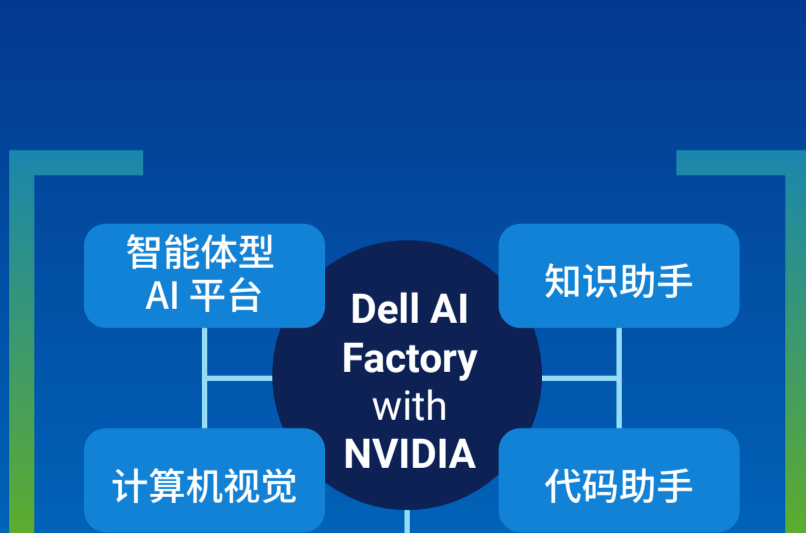 智能体型
AI 平台
知识助手
Dell AI
Factory
with
NVIDIA
计算机视觉
代码助手